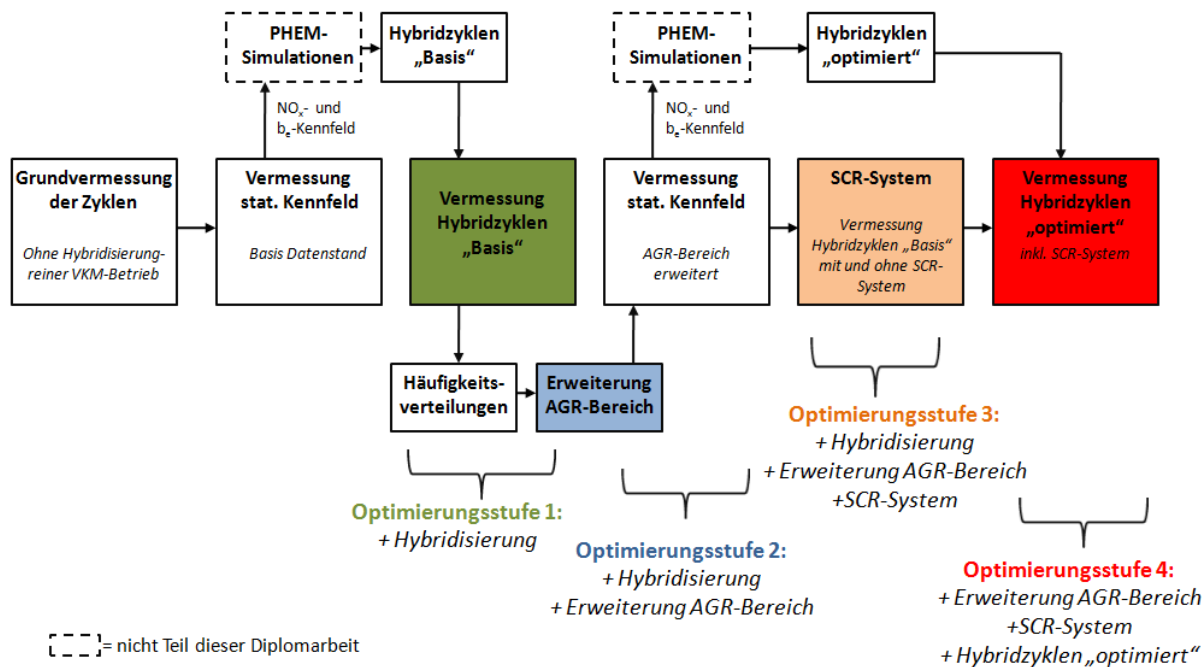 PHEM-
Simulationen
Hybridzyklen
„Basis“
PHEM-
Simulationen
Hybridzyklen
„optimiert“
NOx- und
be-Kennfeld
NOx- und
be-Kennfeld
Grundvermessung
der Zyklen
Ohne Hybridisierung-
reiner VKM-Betrieb
Vermessung
stat. Kennfeld
Basis Datenstand
Vermessung
Hybridzyklen
„Basis“
Vermessung
stat. Kennfeld
AGR-Bereich
erweitert
SCR-System
Vermessung
Hybridzyklen „Basis“
mit und ohne SCR-
System
Vermessung
Hybridzyklen
„optimiert“
inkl. SCR-System
Häufigkeits-
verteilungen
Erweiterung
AGR-Bereich
Optimierungsstufe 1:
+ Hybridisierung
Optimierungsstufe 2:
+ Hybridisierung
+ Erweiterung AGR-Bereich
Optimierungsstufe 3:
+ Hybridisierung
+ Erweiterung AGR-Bereich
+SCR-System
Optimierungsstufe 4:
+ Erweiterung AGR-Bereich
+SCR-System
+ Hybridzyklen „optimiert“
= nicht Teil dieser Diplomarbeit